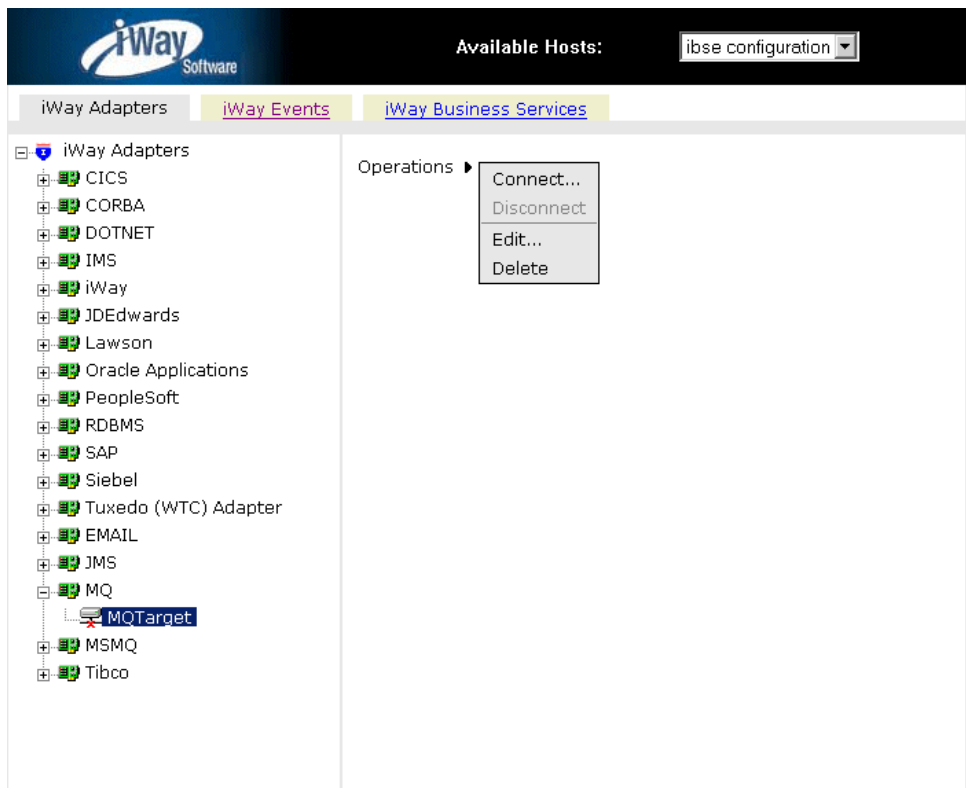 iWay
Software
Available Hosts: ibse configuration
iWay Adapters iWay Events iWay Business Services
iWay Adapters
CICS
CORBA
DOTNET
IMS
iWay
JDEdwards
Lawson
Oracle Applications
PeopleSoft
RDBMS
SAP
Siebel
Tuxedo (WTC) Adapter
EMAIL
JMS
MQ
MQTarget
MSMQ
Tibco
Operations
Connect...
Disconnect
Edit...
Delete